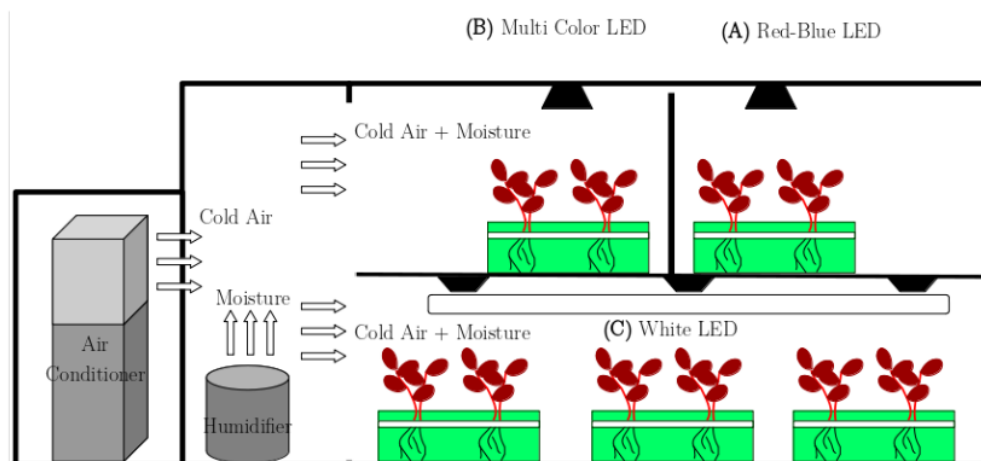 (B) Multi Color LED
(A) Red-Blue LED
Cold Air + Moisture
Cold Air
Moisture
Cold Air + Moisture
(C) White LED
Air
Conditioner
Humidifier